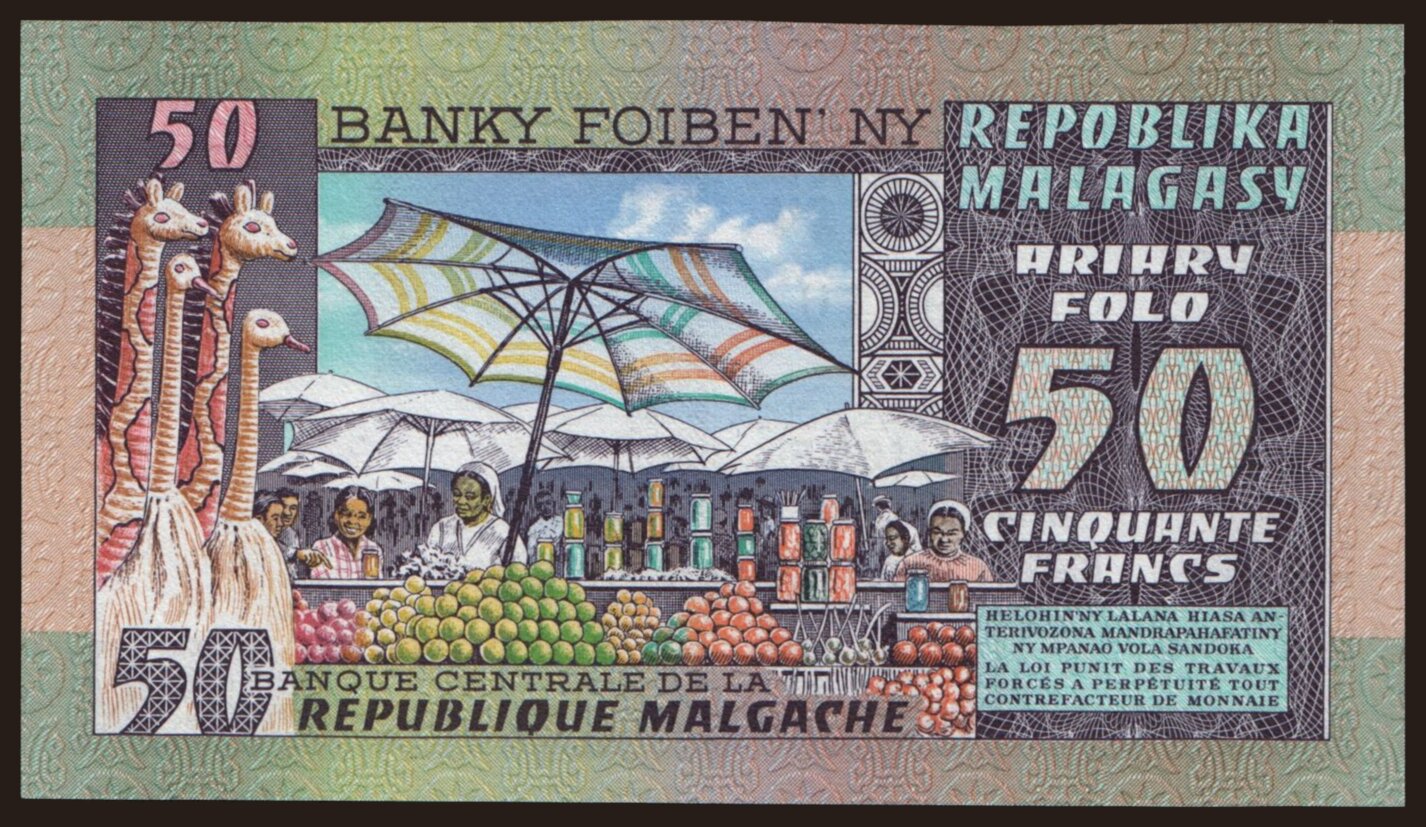 50
BANKY FOIBEN' NY
REPOBLIKA
MALAGASY
ARIARY
FOLO
50
CINQUANTE
FRANCS
HELOHIN'NY LALANA HIASA AN-
TERIVOZONA MANDRAPAHAFATINY
NY MPANAO VOLA SANDOKA
LA LOI PUNIT DES TRAVAUX
FORCÉS A PERPÉTUITÉ TOUT
CONTREFACTEUR DE MONNAIE
50
BANQUE CENTRALE DE LA
RÉPUBLIQUE MALGACHE